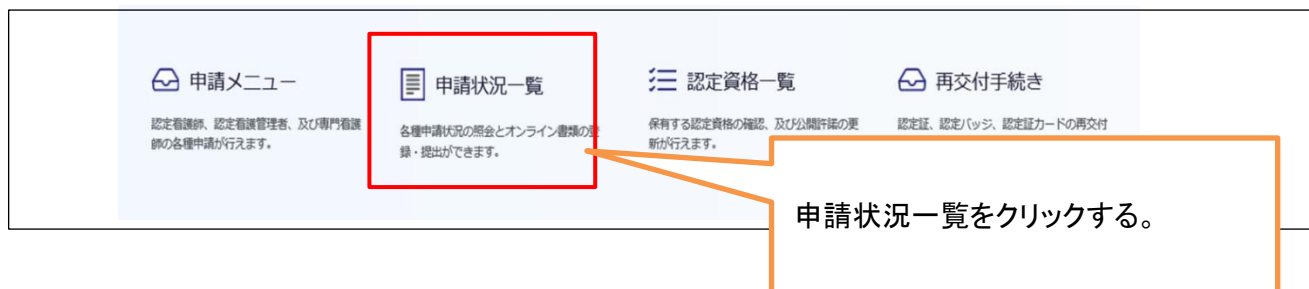 申請メニュー
認定看護師、認定看護管理者、及び専門看護
師の各種申請が行えます。
申請状況一覧
各種申請状況の照会とオンライン書類の登
録・提出ができます。
認定資格一覧
保有する認定資格の確認、及び公開許諾の更
新が行えます。
再交付手続き
認定証、認定バッジ、認定証カードの再交付
申請状況一覧をクリックする。